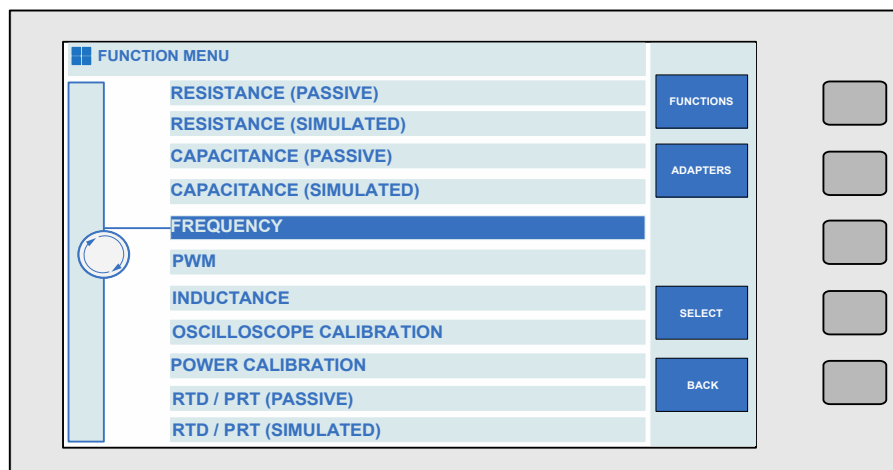 FUNCTION MENU
RESISTANCE (PASSIVE)
RESISTANCE (SIMULATED)
CAPACITANCE (PASSIVE)
CAPACITANCE (SIMULATED)
FREQUENCY
PWM
INDUCTANCE
OSCILLOSCOPE CALIBRATION
POWER CALIBRATION
RTD / PRT (PASSIVE)
RTD / PRT (SIMULATED)
FUNCTIONS
ADAPTERS
SELECT
BACK